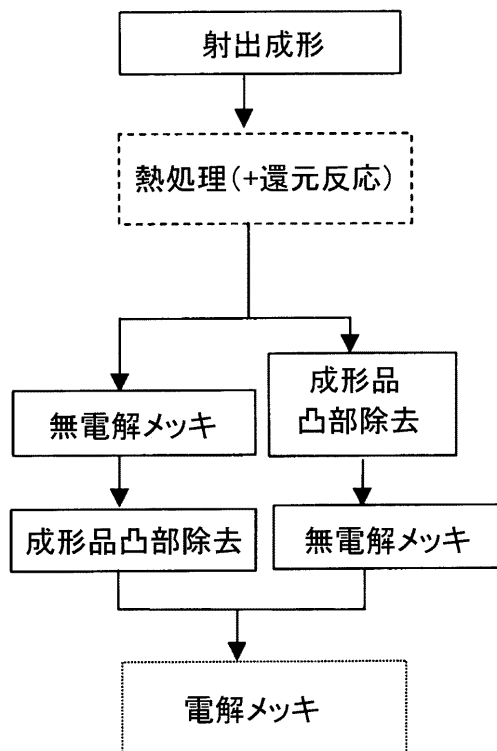 射出成形
熱処理(+還元反応)
無電解メッキ
成形品
凸部除去
成形品凸部除去
無電解メッキ
電解メッキ